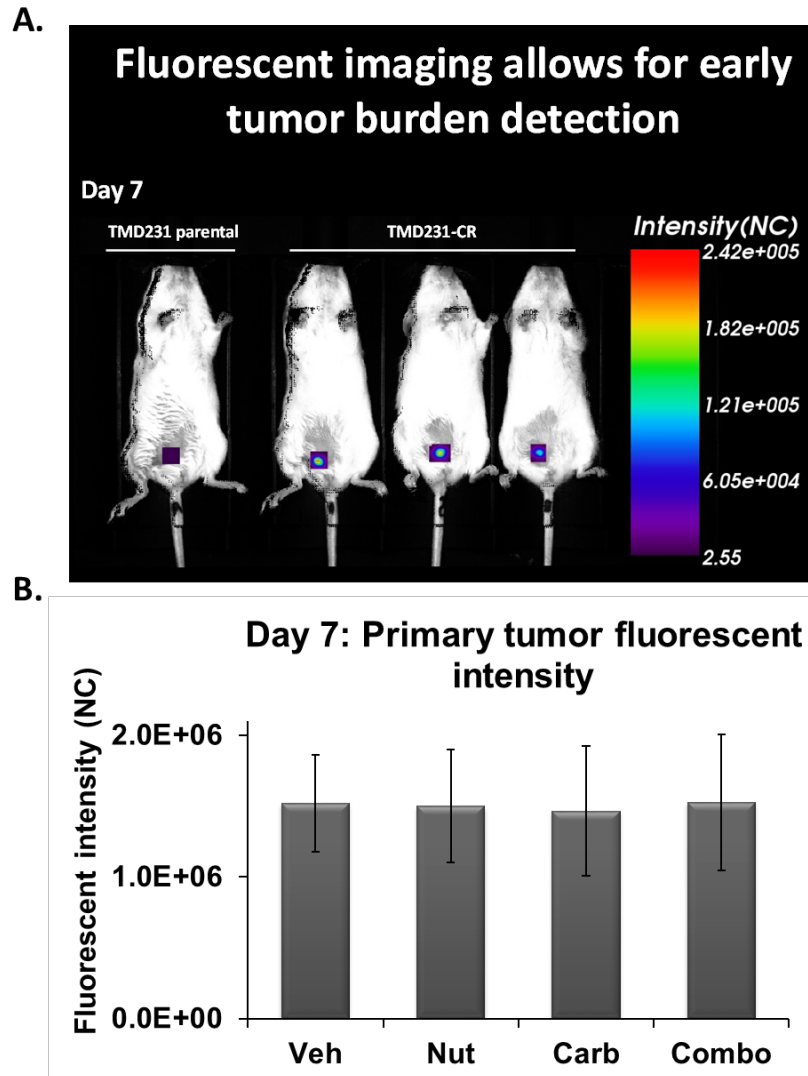 A.
Fluorescent imaging allows for early
tumor burden detection
Day 7
TMD231 parental
TMD231-CR
Intensity(NC)
2.42e+005
1.82e+005
1.21e+005
6.05e+004
2.55
B.
Day 7: Primary tumor fluorescent
intensity
Fluorescent intensity (NC)
2.0E+06
1.0E+06
0.0E+00
Veh Nut Carb Combo